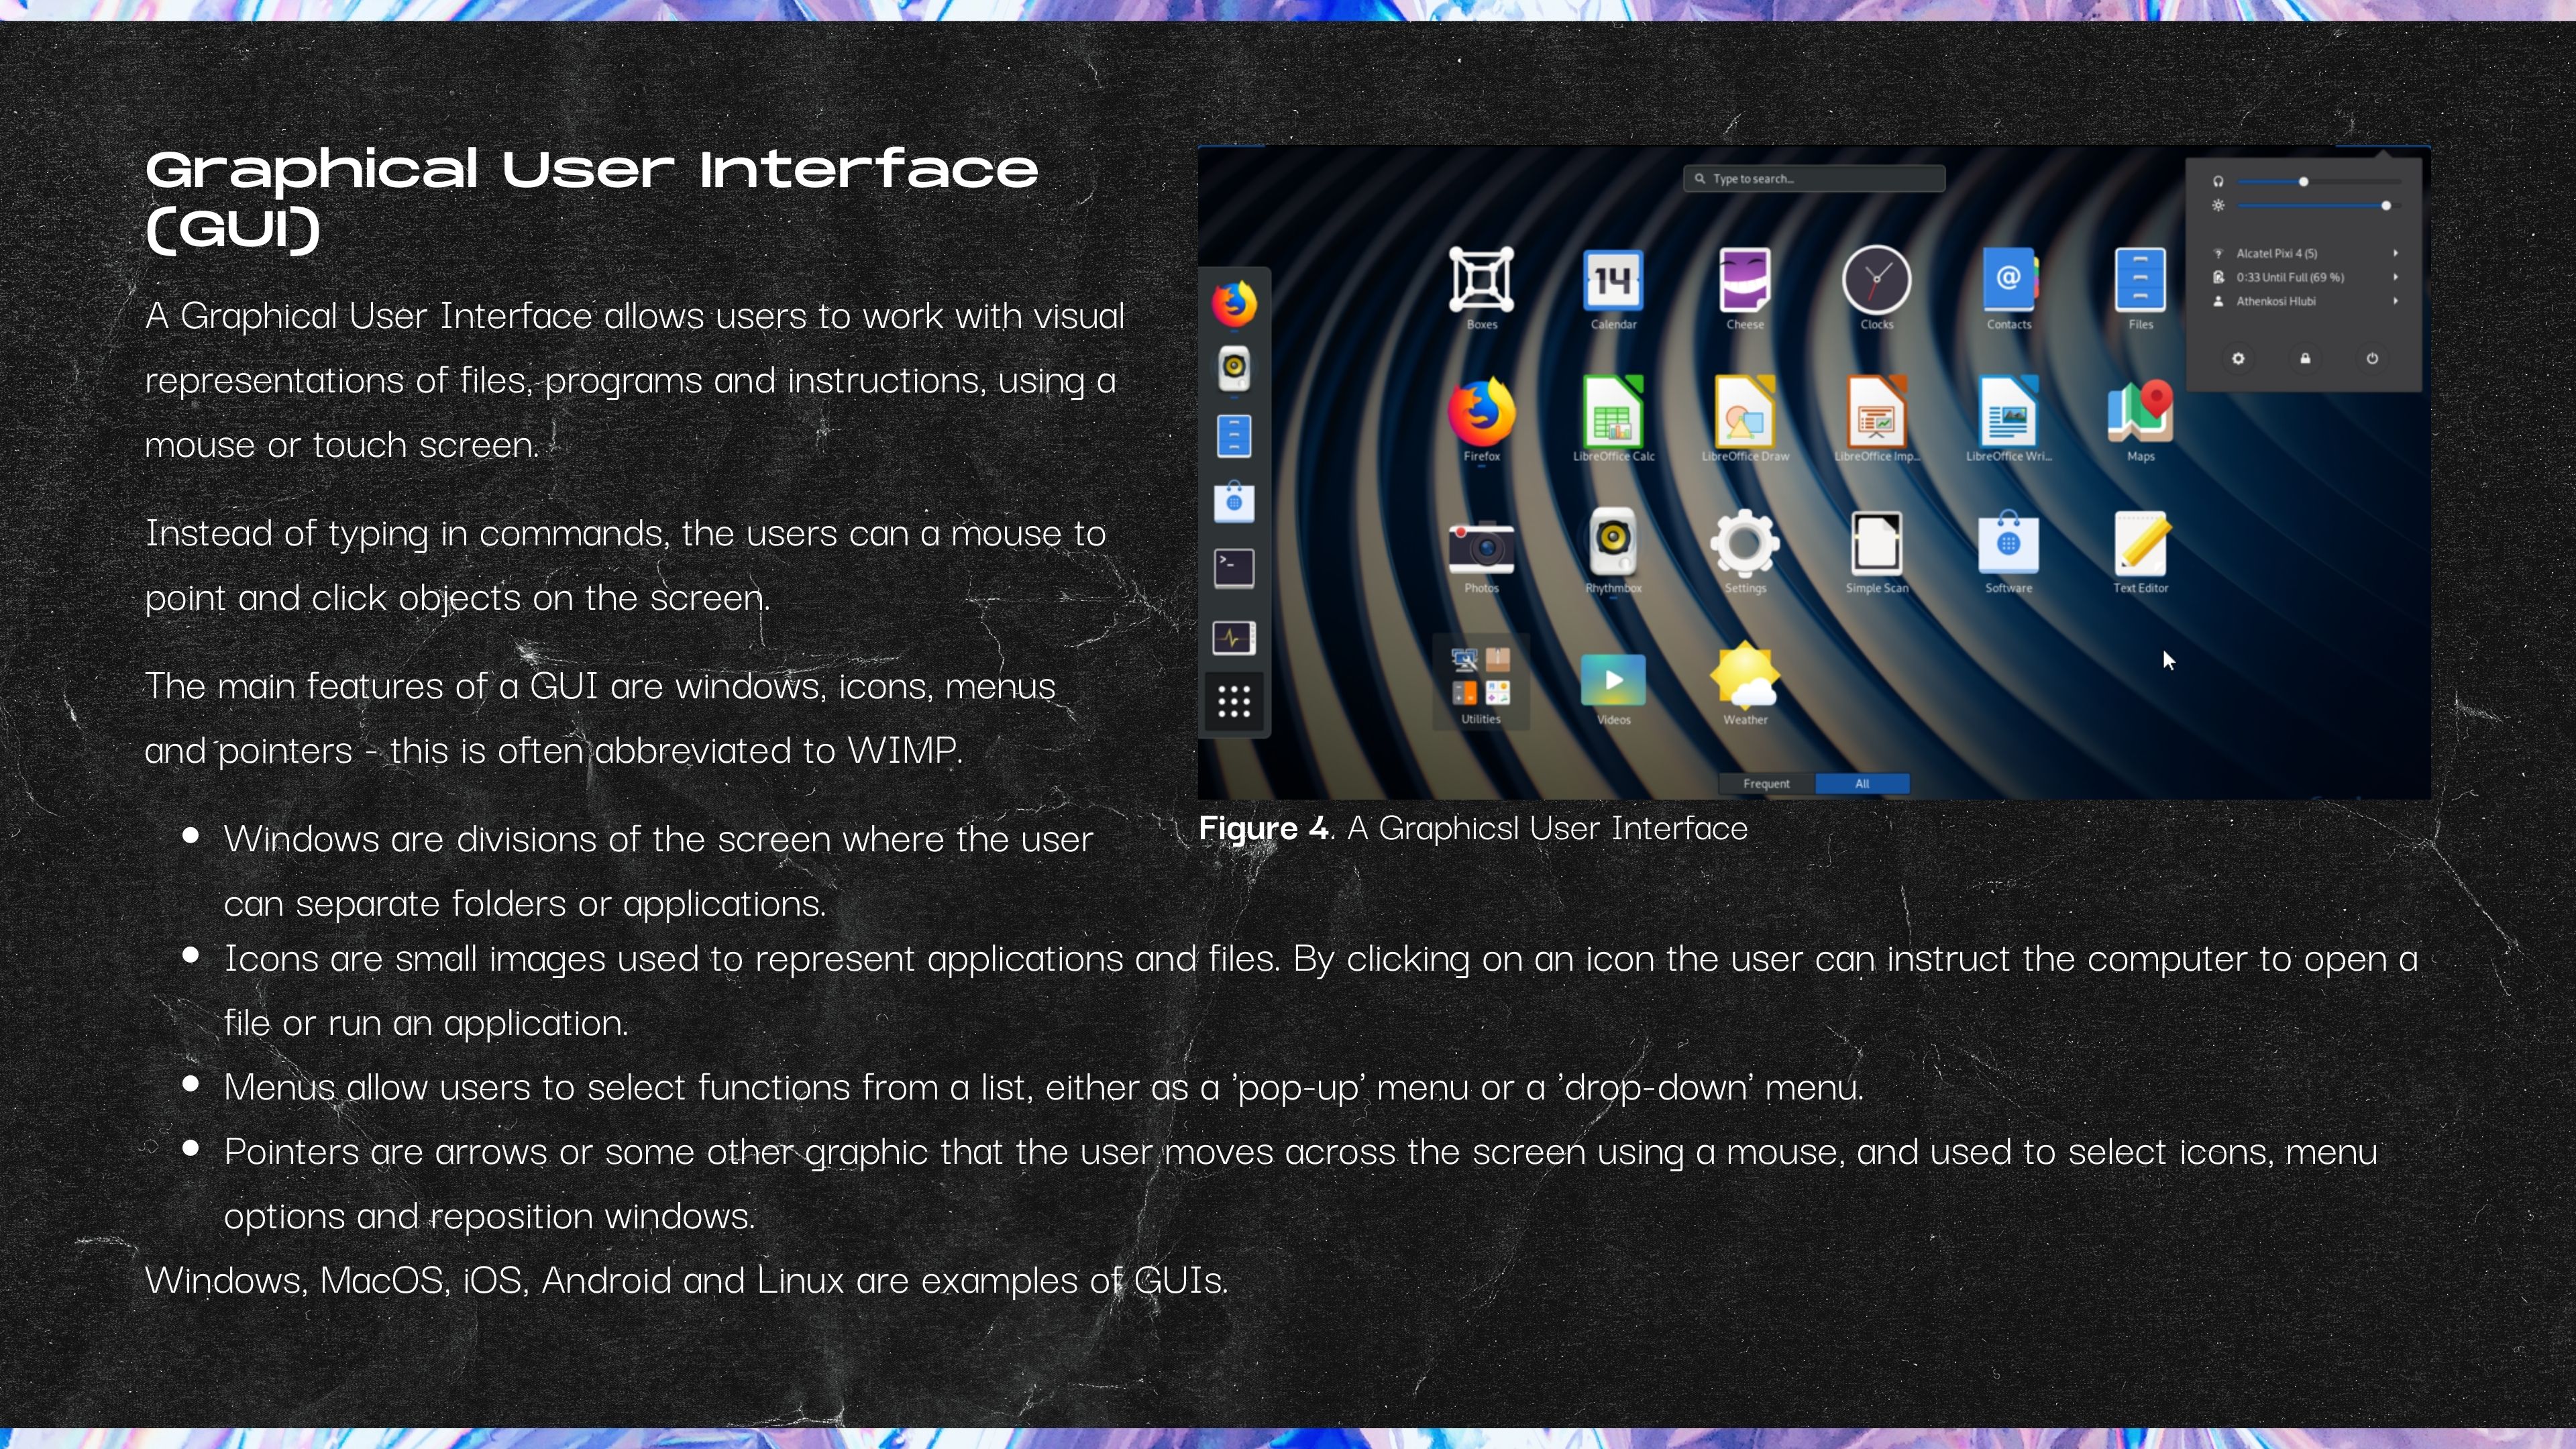 Graphical User Interface
(GUI)
A Graphical User Interface allows users to work with visual
representations of files, programs and instructions, using a
mouse or touch screen.
Instead of typing in commands, the users can a mouse to
point and click objects on the screen.
The main features of a GUI are windows, icons, menus
and pointers - this is often abbreviated to WIMP.
• Windows are divisions of the screen where the user
can separate folders or applications.
Type to search...
Alcatel Pixi 4 (5)
0:33 Until Full (69 %)
Athenkosi Hlubi
14
@
Boxes Calendar Cheese Clocks Contacts Files
Firefox LibreOffice Calc LibreOffice Draw LibreOffice Imp... LibreOffice Wri... Maps
>-
Photos Rhythmbox Settings Simple Scan Software Text Editor
Utilities Videos Weather
Frequent All
Figure 4. A Graphicsl User Interface
• Icons are small images used to represent applications and files. By clicking on an icon the user can instruct the computer to open a
file or run an application.
• Menus allow users to select functions from a list, either as a 'pop-up' menu or a 'drop-down' menu.
• Pointers are arrows or some other graphic that the user moves across the screen using a mouse, and used to select icons, menu
options and reposition windows.
Windows, MacOS, iOS, Android and Linux are examples of GUIs.